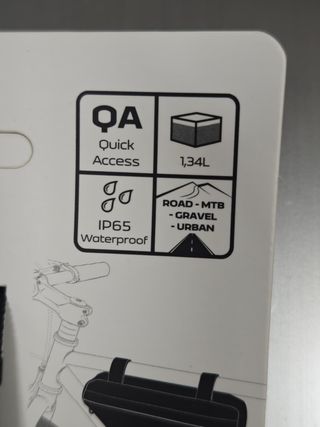 QA
Quick
Access
1,34L
IP65
Waterproof
ROAD - MTB
- GRAVEL
- URBAN